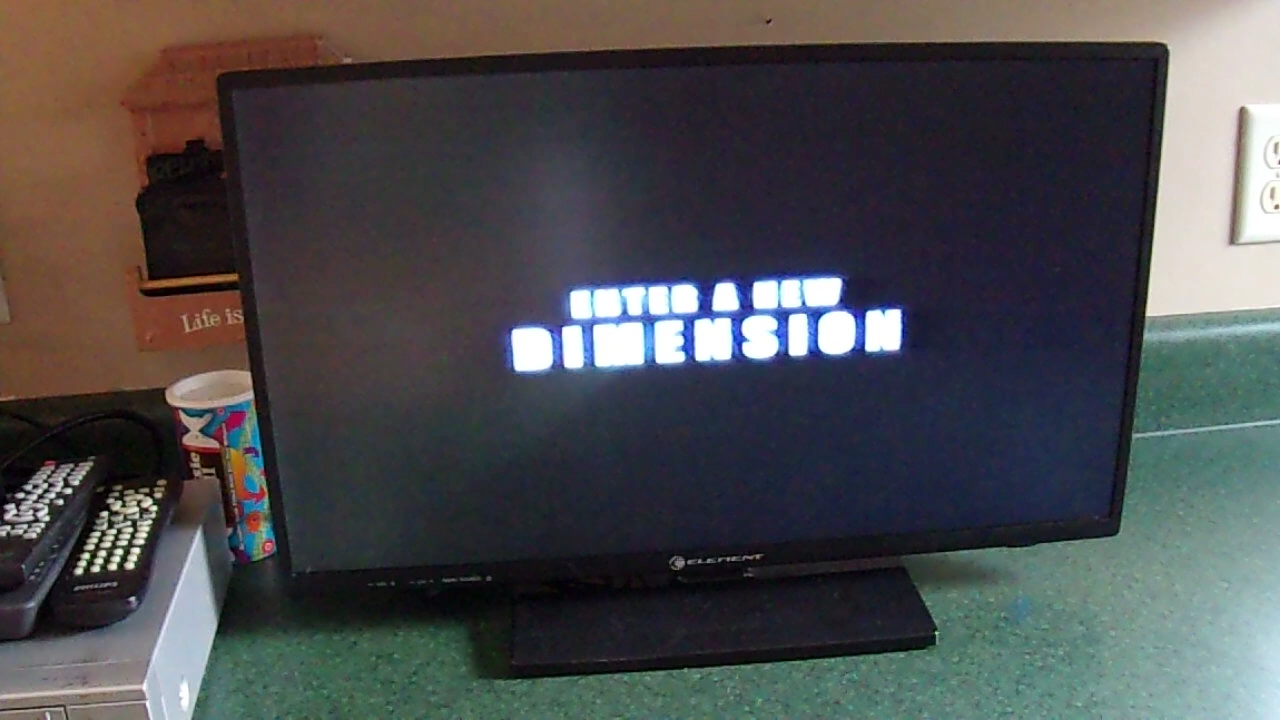 Life is
ENTER A NEW
DIMENSION
ELEMENT
PHILIPS